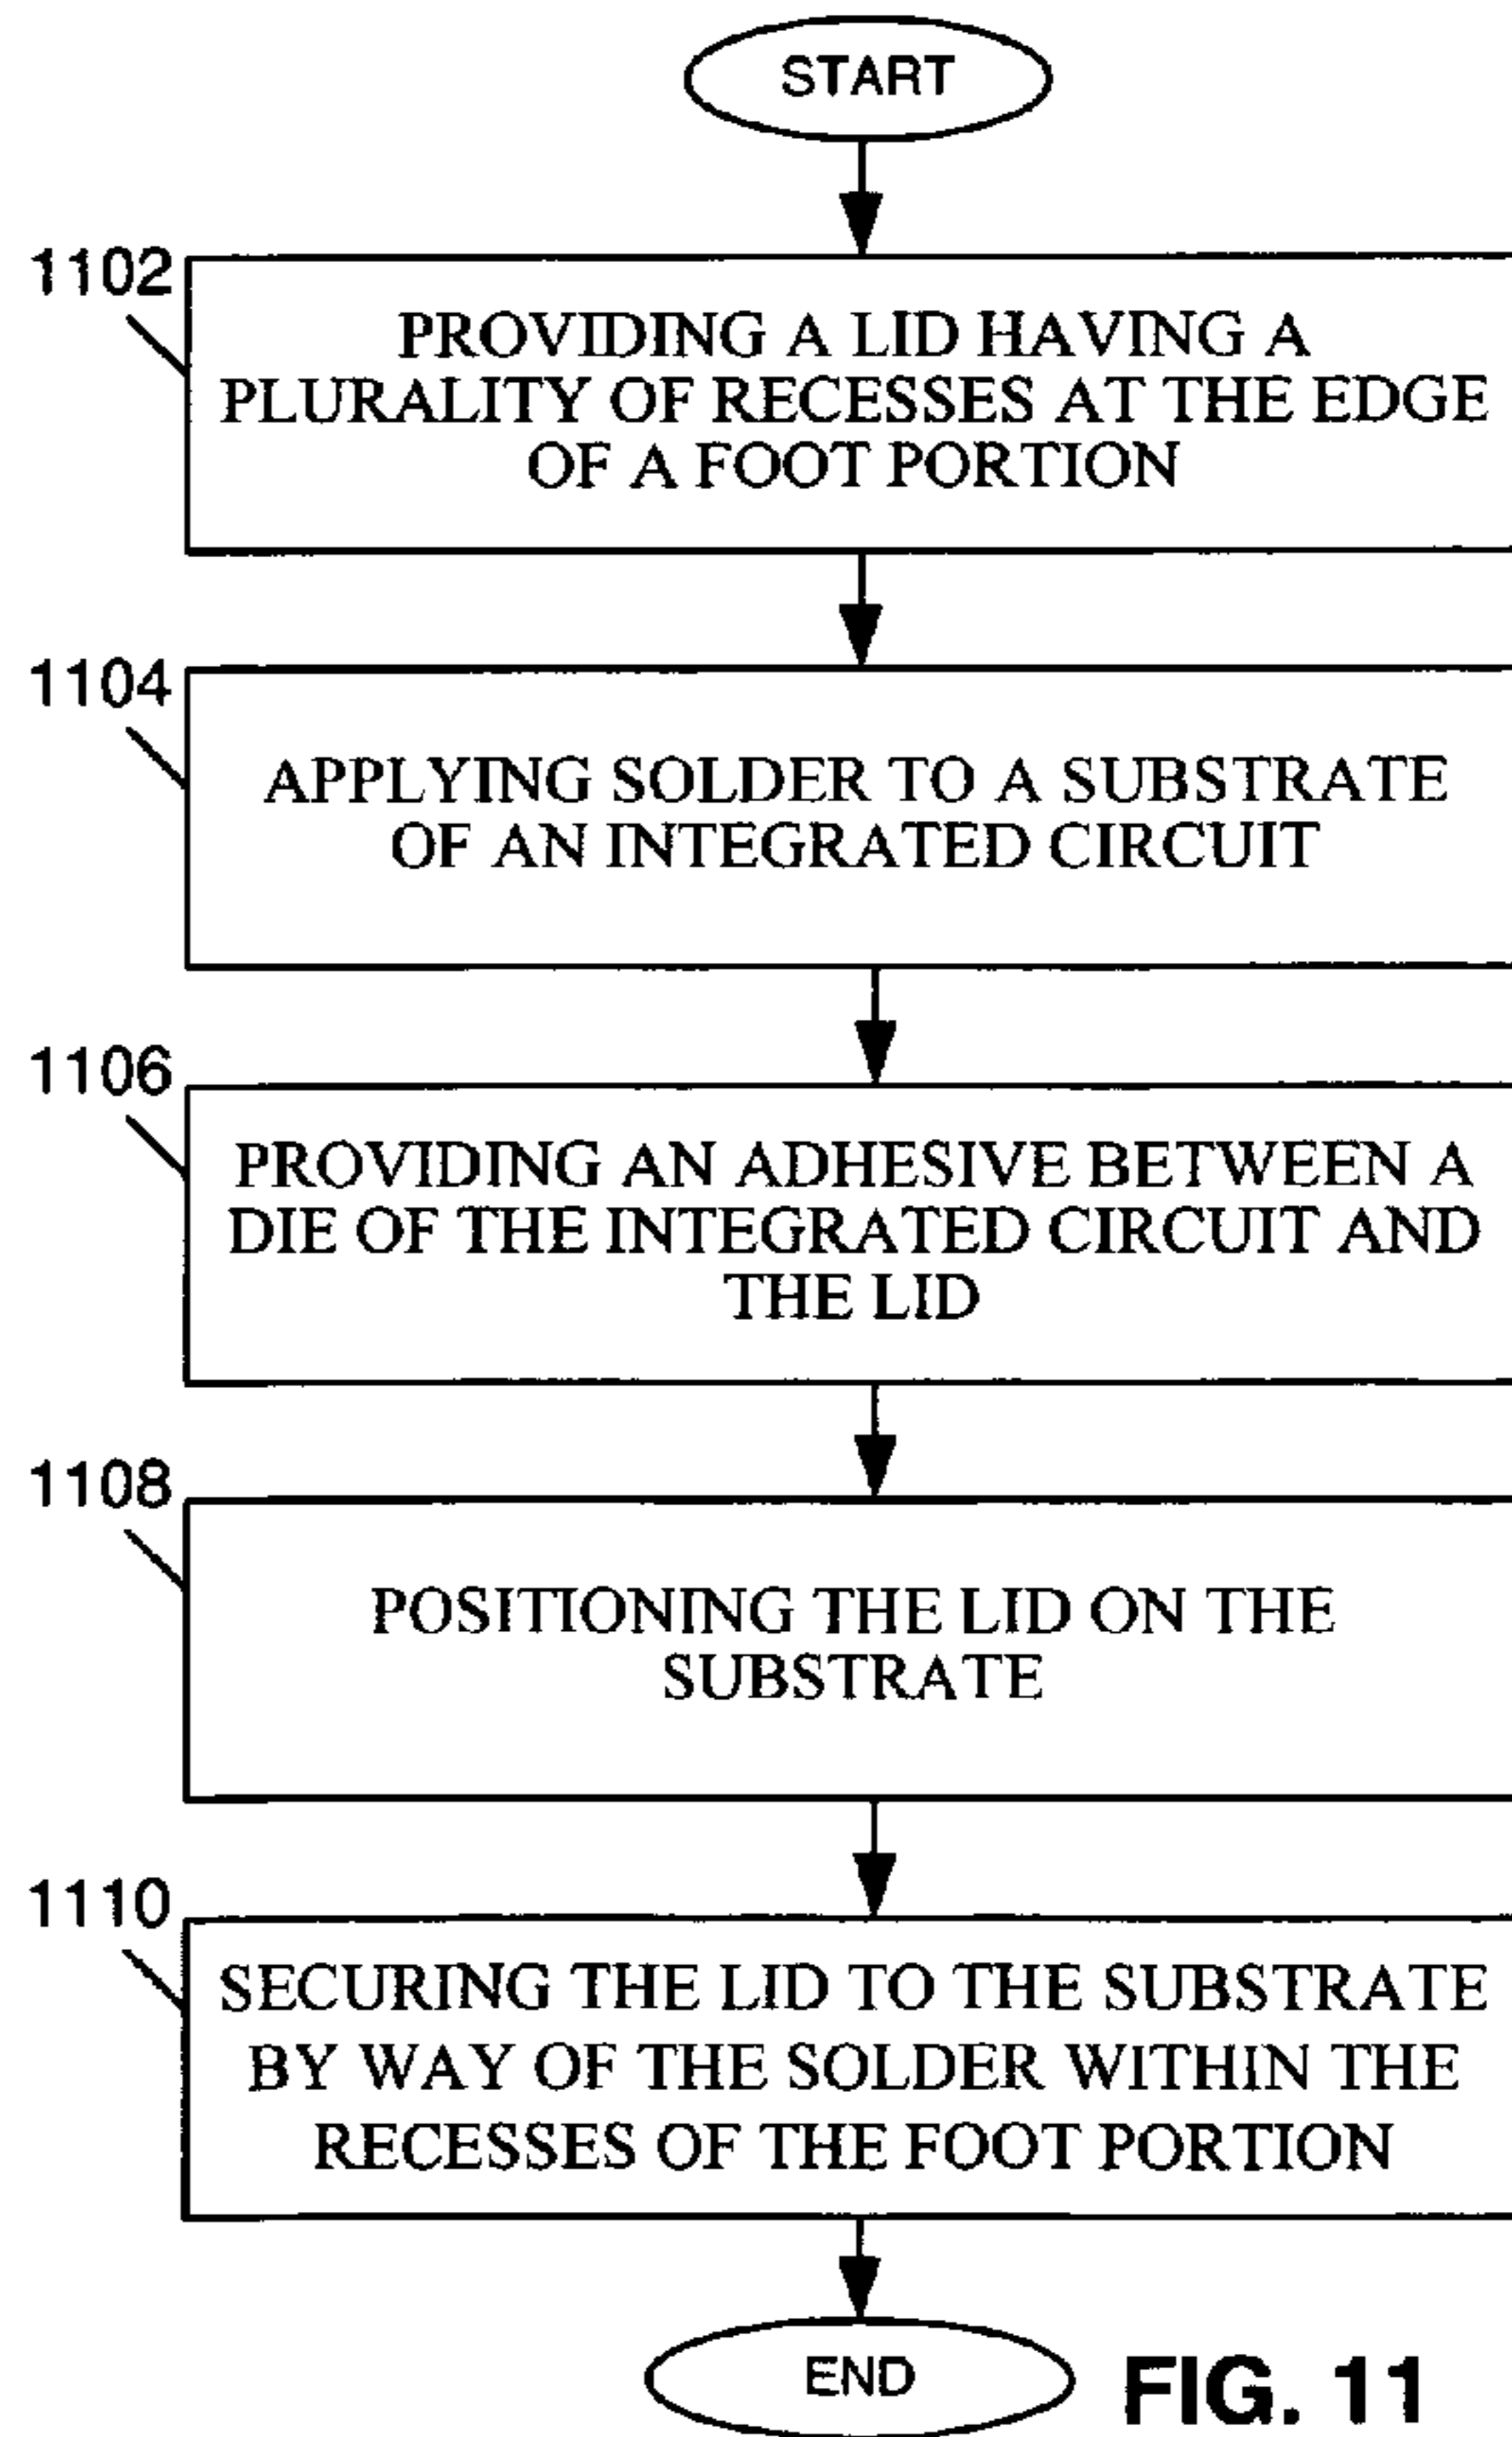 START
1102
PROVIDING A LID HAVING A
PLURALITY OF RECESSES AT THE EDGE
OF A FOOT PORTION
1104
APPLYING SOLDER TO A SUBSTRATE
OF AN INTEGRATED CIRCUIT
1106
PROVIDING AN ADHESIVE BETWEEN A
DIE OF THE INTEGRATED CIRCUIT AND
THE LID
1108
POSITIONING THE LID ON THE
SUBSTRATE
1110
SECURING THE LID TO THE SUBSTRATE
BY WAY OF THE SOLDER WITHIN THE
RECESSES OF THE FOOT PORTION
END
FIG. 11